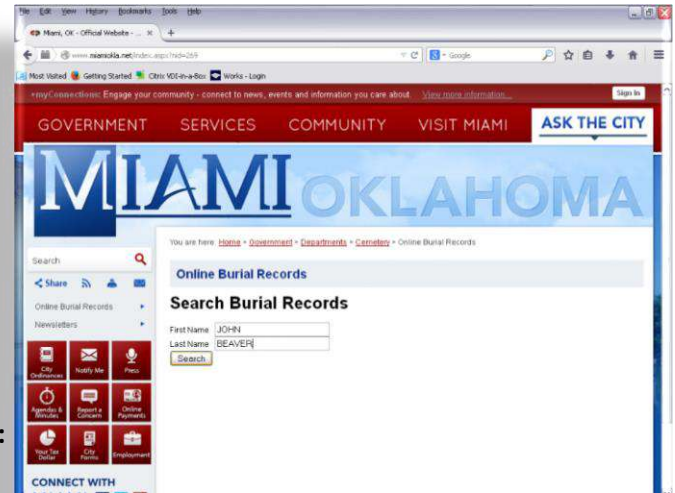 File Edit View History Bookmarks Tools Help
Miami, OK - Official Website - ... × +
www.miamiokla.net/index.aspx?nid=269
Google
Most Visited Getting Started Citrix VDI-in-a-Box Works - Login
+myConnections: Engage your community - connect to news, events and information you care about. View more information...
Sign In
GOVERNMENT SERVICES COMMUNITY VISIT MIAMI ASK THE CITY
MIAMI OKLAHOMA
You are here: Home > Government > Departments > Cemetery > Online Burial Records
Search
Share
Online Burial Records
Newsletters
Online Burial Records
Search Burial Records
First Name JOHN
Last Name BEAVER
Search
City Ordinances
Notify Me
Press
Agendas & Minutes
Report a Concern
Online Payments
Your Tax Dollar
City Forms
Employment
:
CONNECT WITH